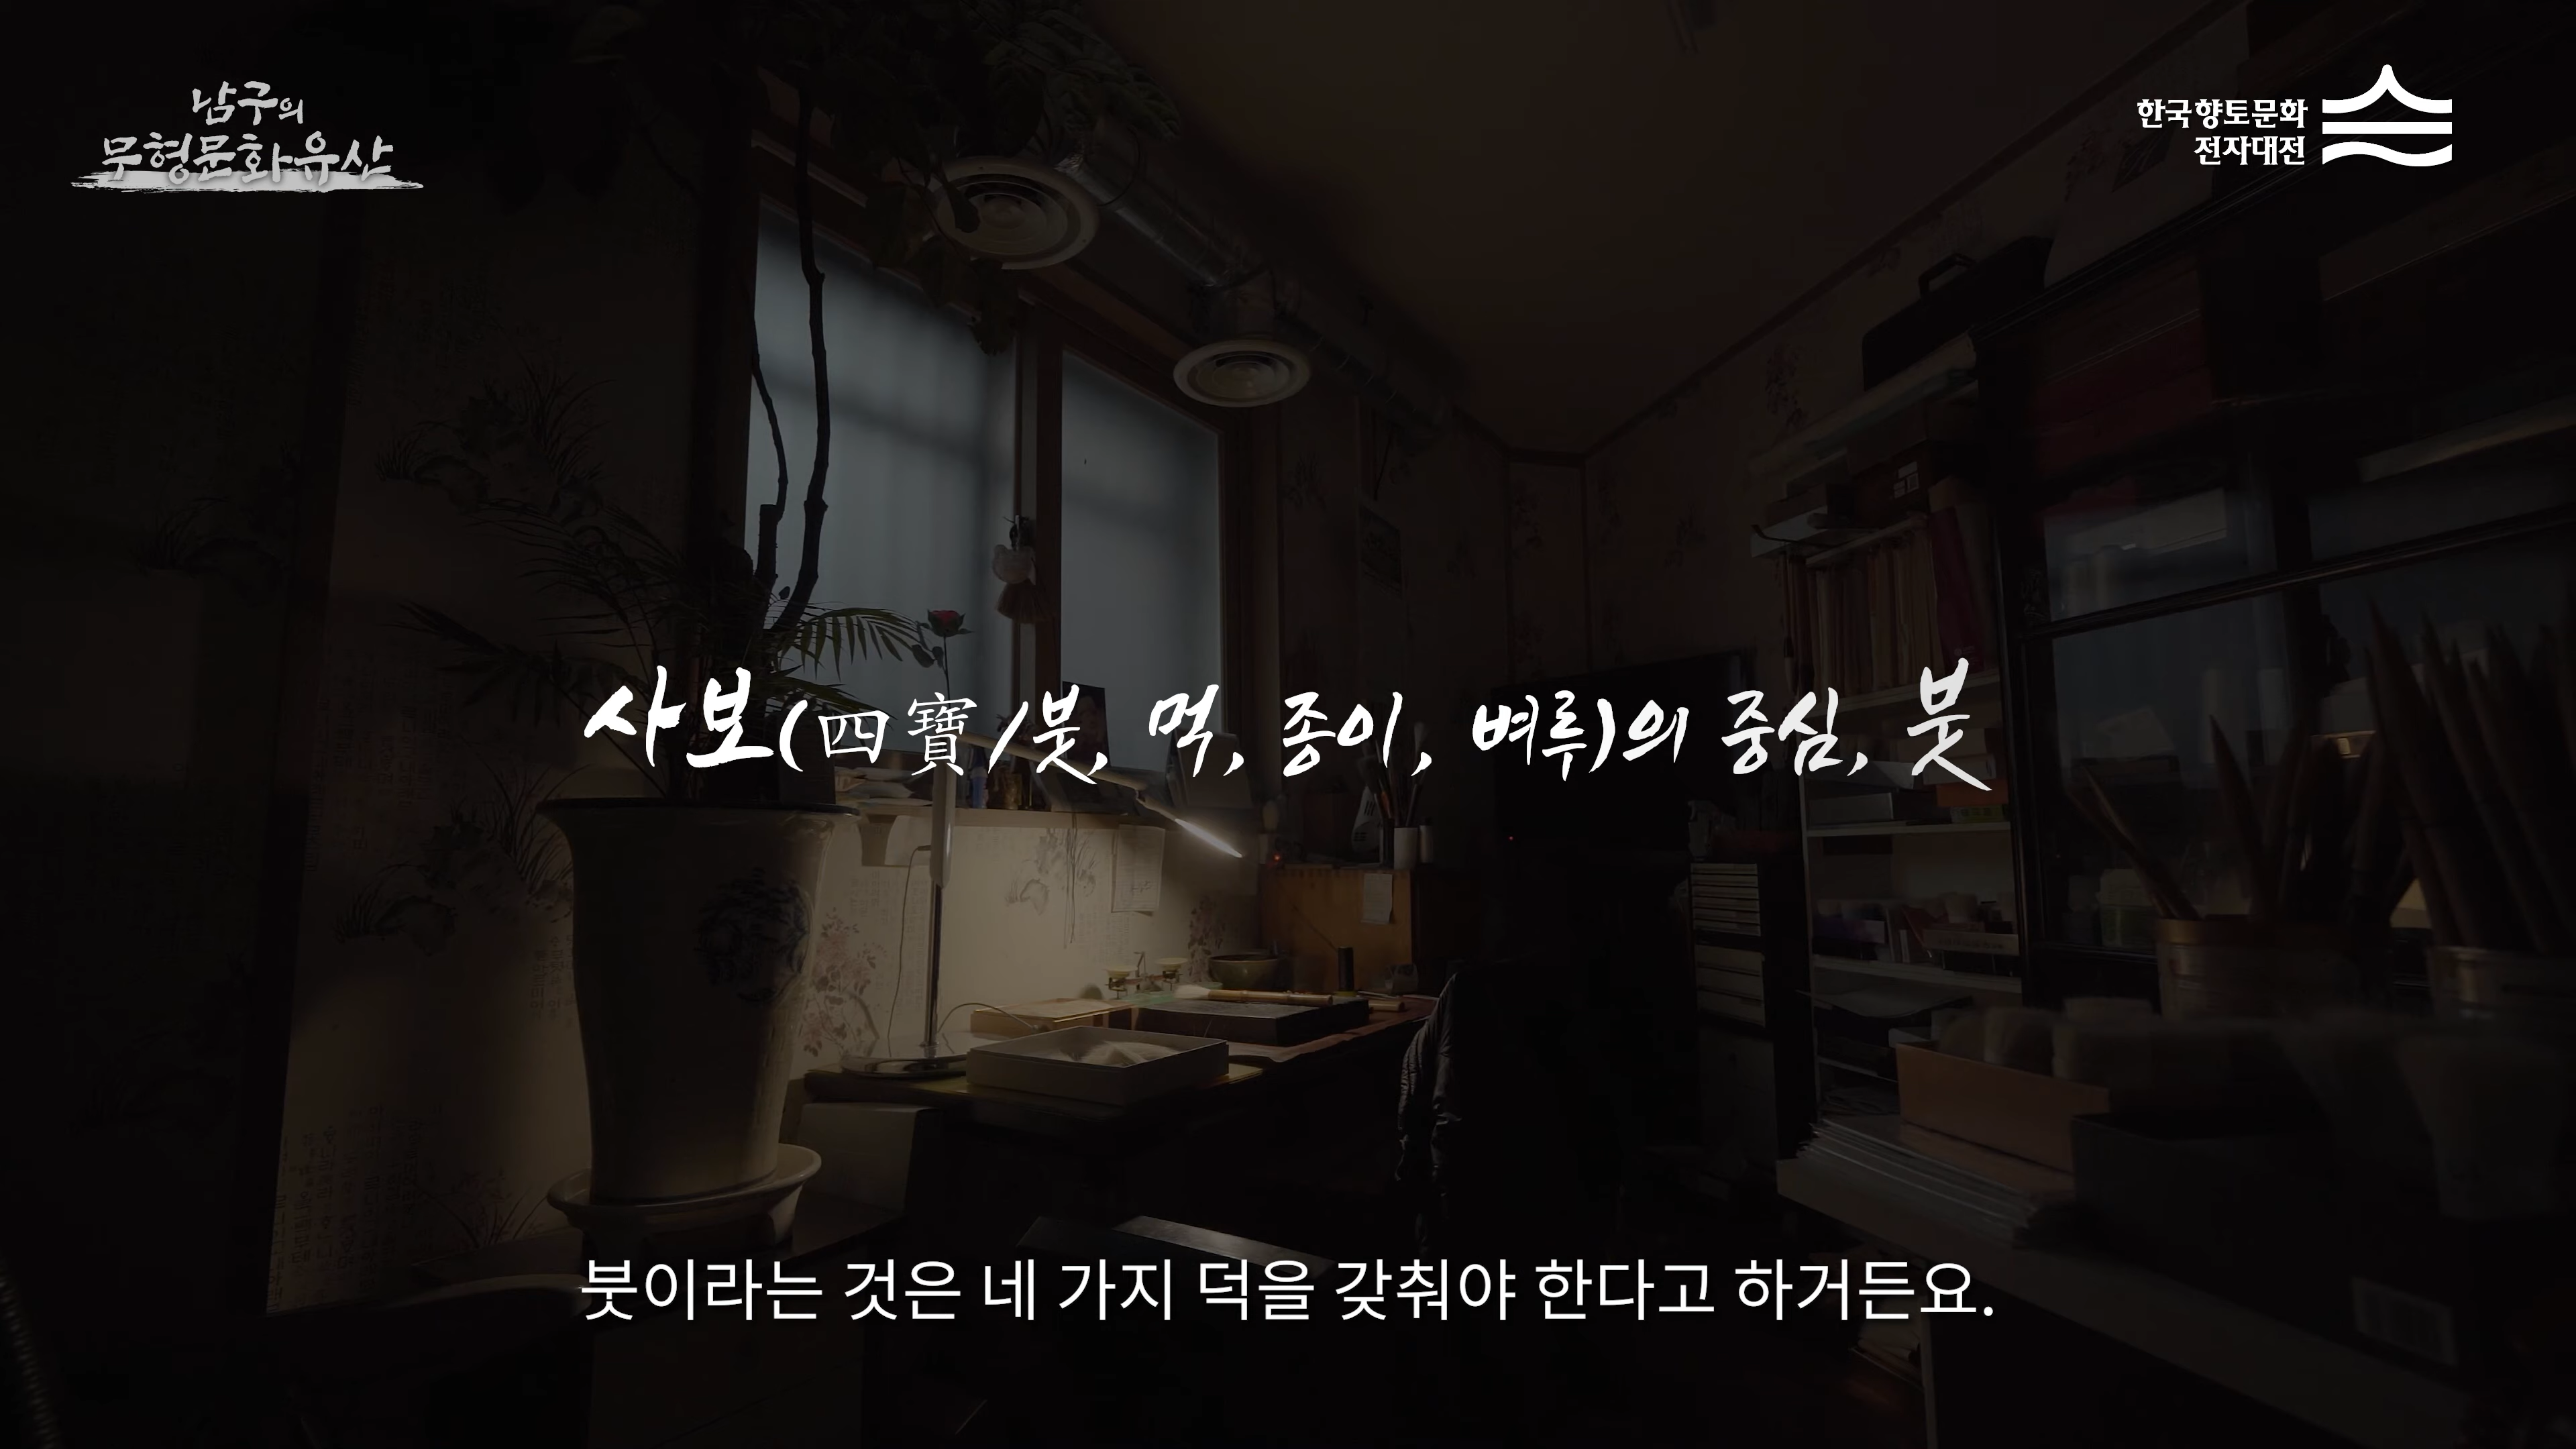 남구의
무형문화유산
한국향토문화
전자대전
사보(四寶/붓, 먹, 종이, 벼루)의 중심, 붓
붓이라는 것은 네 가지 덕을 갖춰야 한다고 하거든요.